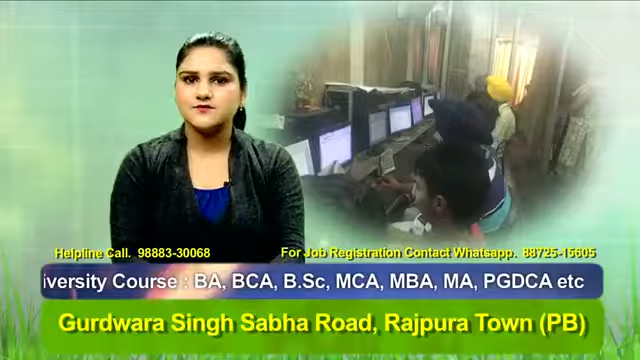 Helpline Call. 98883-30068
For Job Registration Contact Whatsapp. 88725-15605
iversity Course : BA, BCA, B.Sc, MCA, MBA, MA, PGDCA etc
Gurdwara Singh Sabha Road, Rajpura Town (PB)